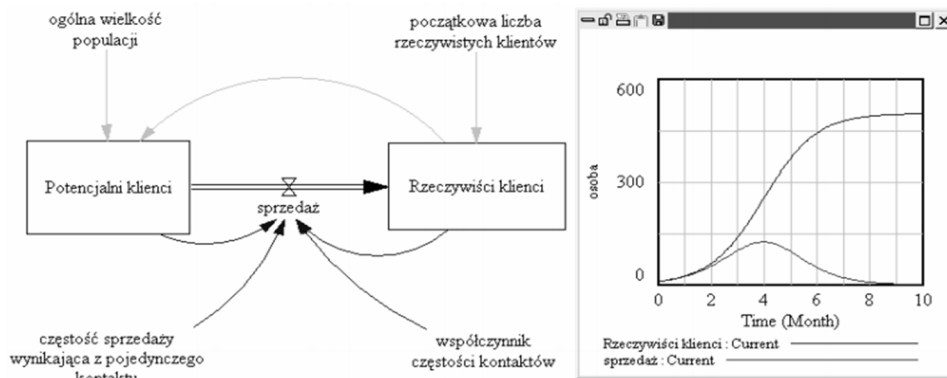 ogólna wielkość
populacji
początkowa liczba
rzeczywistych klientów
Potencjalni klienci
Rzeczywiści klienci
sprzedaż
częstość sprzedaży
wynikająca z pojedynczego
kontaktu
współczynnik
częstości kontaktów
600
300
0
osoba
0 2 4 6 8 10
Time (Month)
Rzeczywiści klienci : Current
sprzedaż : Current